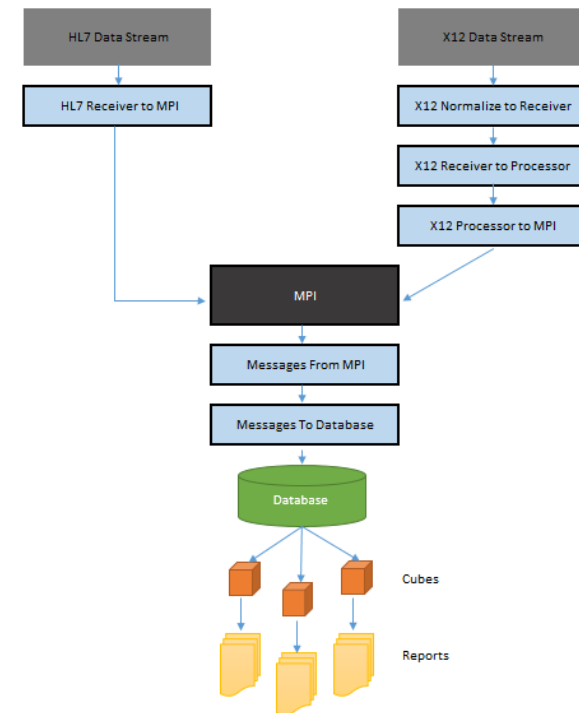 HL7 Data Stream
X12 Data Stream
HL7 Receiver to MPI
X12 Normalize to Receiver
X12 Receiver to Processor
X12 Processor to MPI
MPI
Messages From MPI
Messages To Database
Database
Cubes
Reports